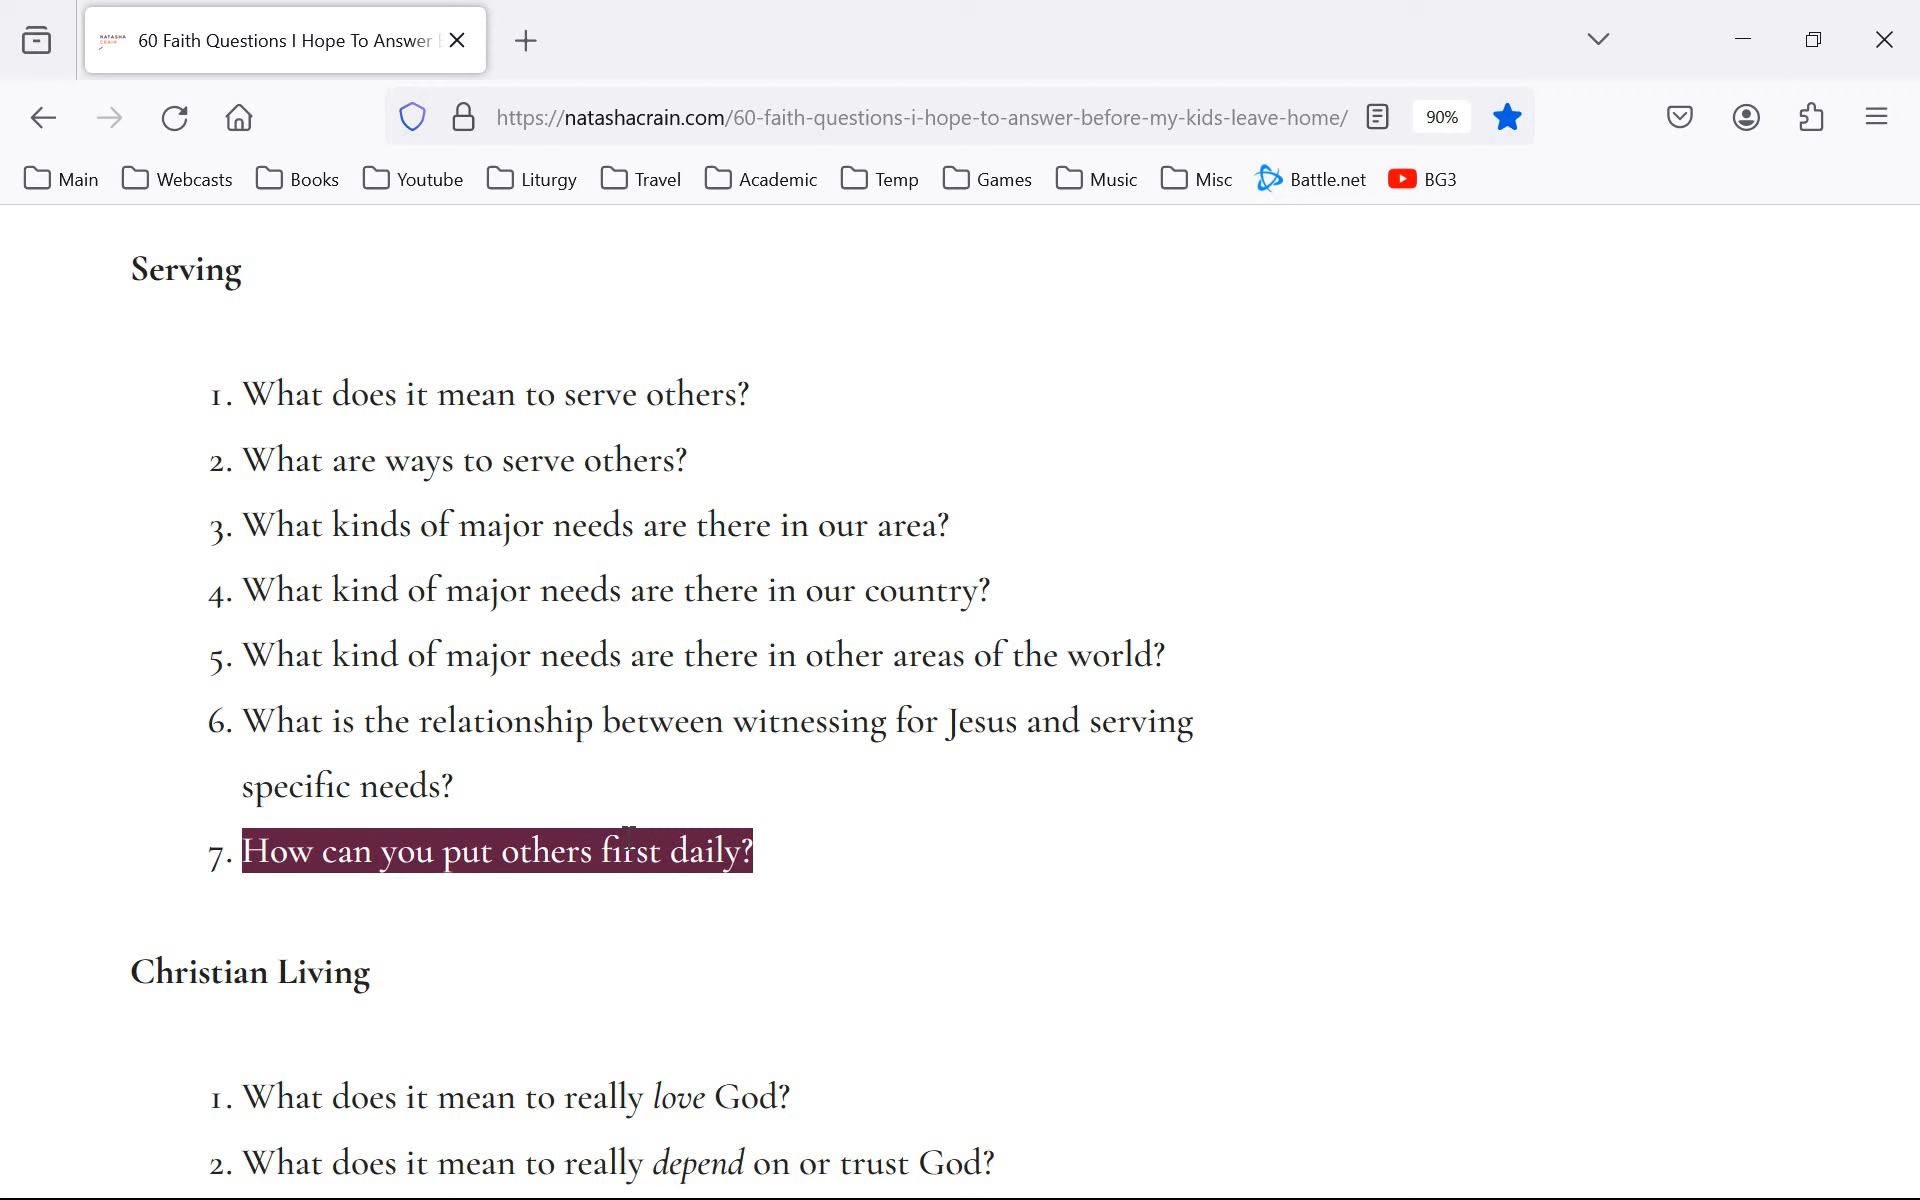 NATASHA
CRAIN
60 Faith Questions I Hope To Answer
https://natashacrain.com/60-faith-questions-i-hope-to-answer-before-my-kids-leave-home/
90%
Main
Webcasts
Books
Youtube
Liturgy
Travel
Academic
Temp
Games
Music
Misc
Battle.net
BG3
Serving
1. What does it mean to serve others?
2. What are ways to serve others?
3. What kinds of major needs are there in our area?
4. What kind of major needs are there in our country?
5. What kind of major needs are there in other areas of the world?
6. What is the relationship between witnessing for Jesus and serving
specific needs?
7. How can you put others first daily?
Christian Living
1. What does it mean to really love God?
2. What does it mean to really depend on or trust God?